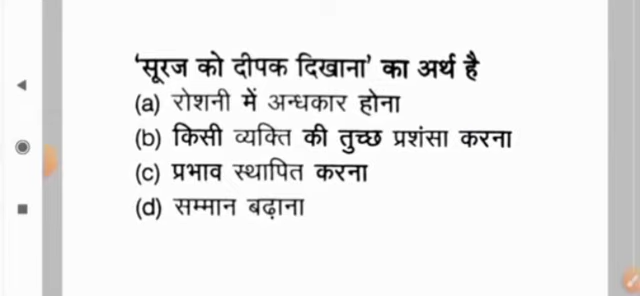 ‘सूरज को दीपक दिखाना’ का अर्थ है
(a) रोशनी में अन्धकार होना
(b) किसी व्यक्ति की तुच्छ प्रशंसा करना
(c) प्रभाव स्थापित करना
(d) सम्मान बढ़ाना